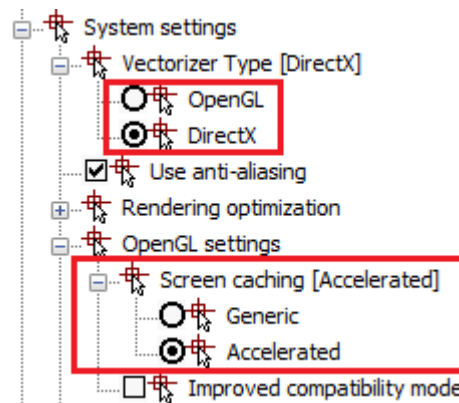 System settings
Vectorizer Type [DirectX]
OpenGL
DirectX
Use anti-aliasing
Rendering optimization
OpenGL settings
Screen caching [Accelerated]
Generic
Accelerated
Improved compatibility mode